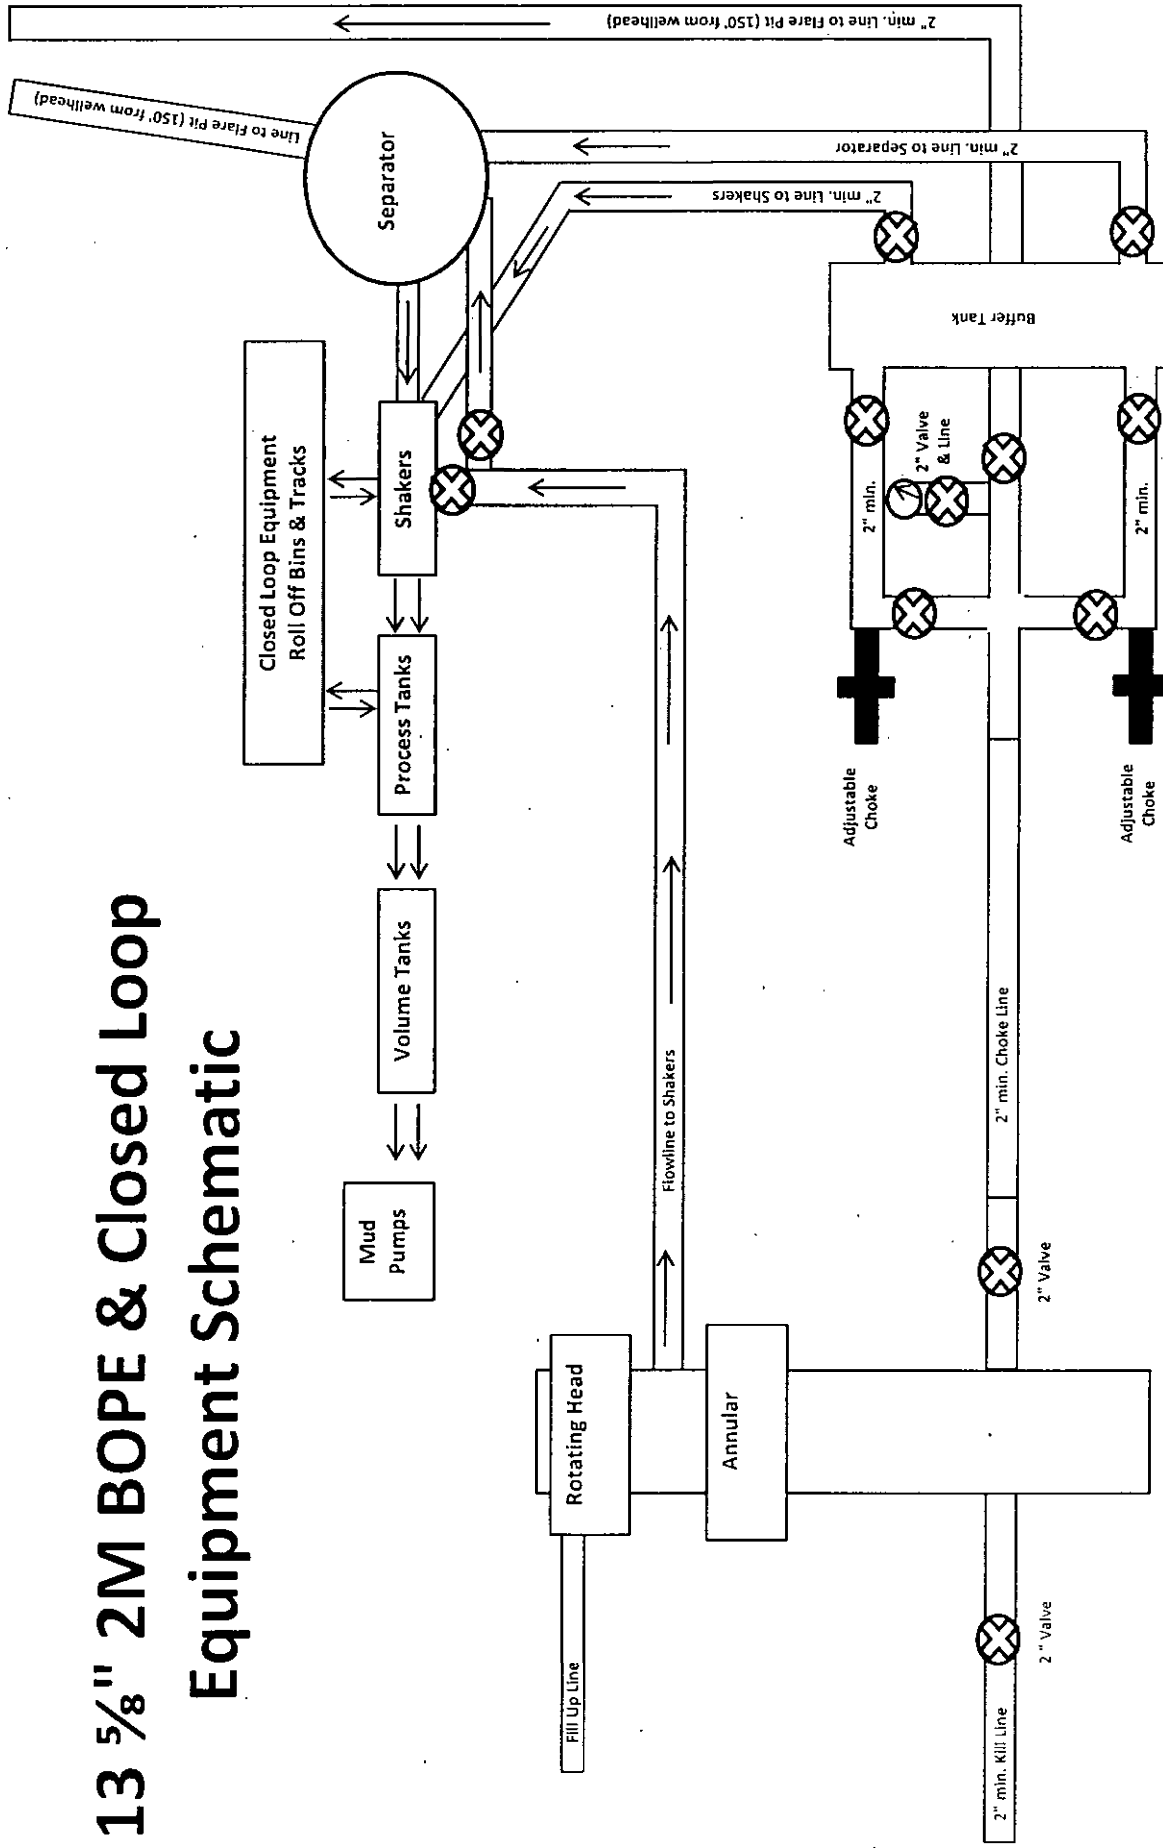 13 ⅝" 2M BOPE & Closed Loop
Equipment Schematic
Closed Loop Equipment
Roll Off Bins & Tracks
Mud
Pumps
Volume Tanks
Process Tanks
Shakers
Separator
Line to Flare Pit (150' from wellhead)
2" min. Line to Flare Pit (150' from wellhead)
Fill Up Line
Rotating Head
Annular
Flowline to Shakers
2" min. Line to Shakers
2" min. Line to Separator
Adjustable
Choke
2" min.
2" Valve
& Line
Buffer Tank
2" min. Kill Line
2 " Valve
2" Valve
2" min. Choke Line
Adjustable
Choke
2" min.